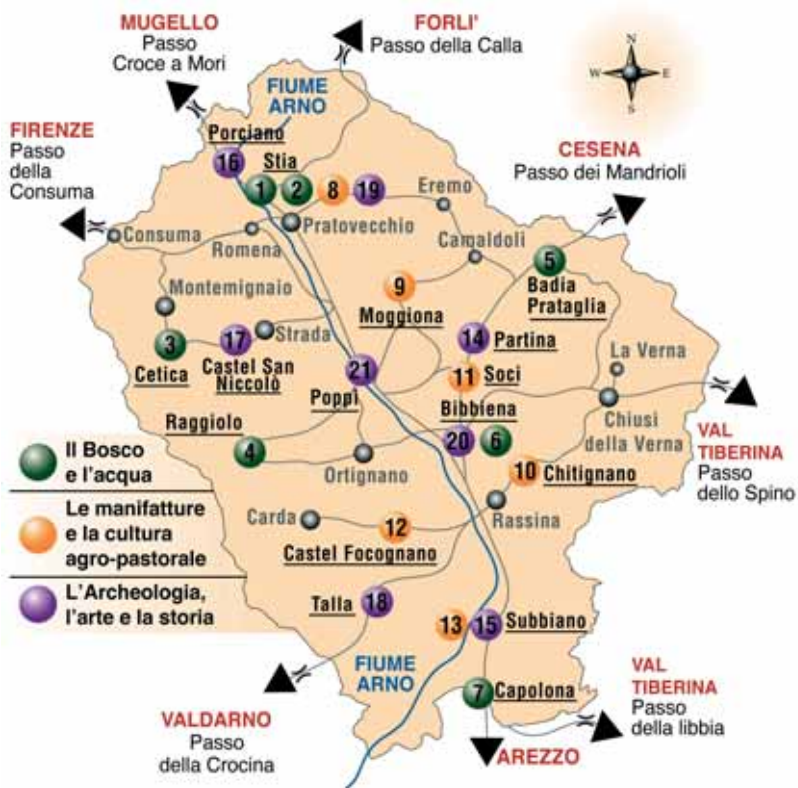 MUGELLO
Passo
Croce a Mori
FORLI'
Passo della Calla
N
W
E
S
FIUME
ARNO
FIRENZE
Passo
della
Consuma
Porciano
16
Stia
1
2
8
19
CESENA
Passo dei Mandrioli
Eremo
Consuma
Romena
Pratovecchio
Camaldoli
5
Badia
Prataglia
Montemignaio
9
Moggiona
3
Cetica
17
Castel San
Niccolò
Strada
14
Partina
La Verna
21
Poppi
11
Soci
Bibbiena
Chiusi
della Verna
Raggiolo
4
20
6
VAL
TIBERINA
Passo
dello Spino
Il Bosco
e l'acqua
Ortignano
10
Chitignano
Le manifatture
e la cultura
agro-pastorale
Carda
12
Castel Focognano
Rassina
L'Archeologia,
l'arte e la storia
Talla
18
13
15
Subbiano
FIUME
ARNO
7
Capolona
VAL
TIBERINA
Passo
della libbia
VALDARNO
Passo
della Crocina
AREZZO